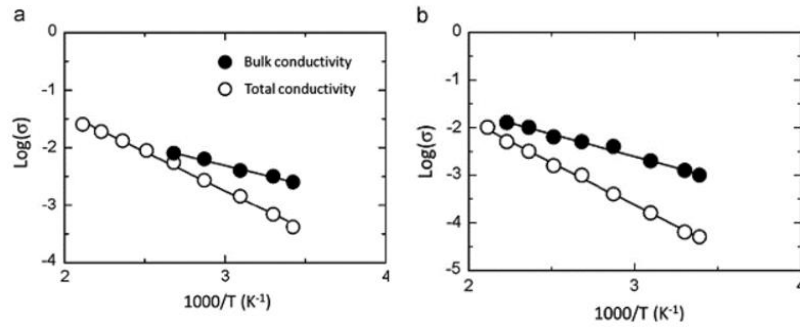 a
0
-1
-2
-3
-4
2
3
4
Log(σ)
1000/T (K⁻¹)
Bulk conductivity
Total conductivity
b
0
-1
-2
-3
-4
-5
2
3
4
Log(σ)
1000/T (K⁻¹)